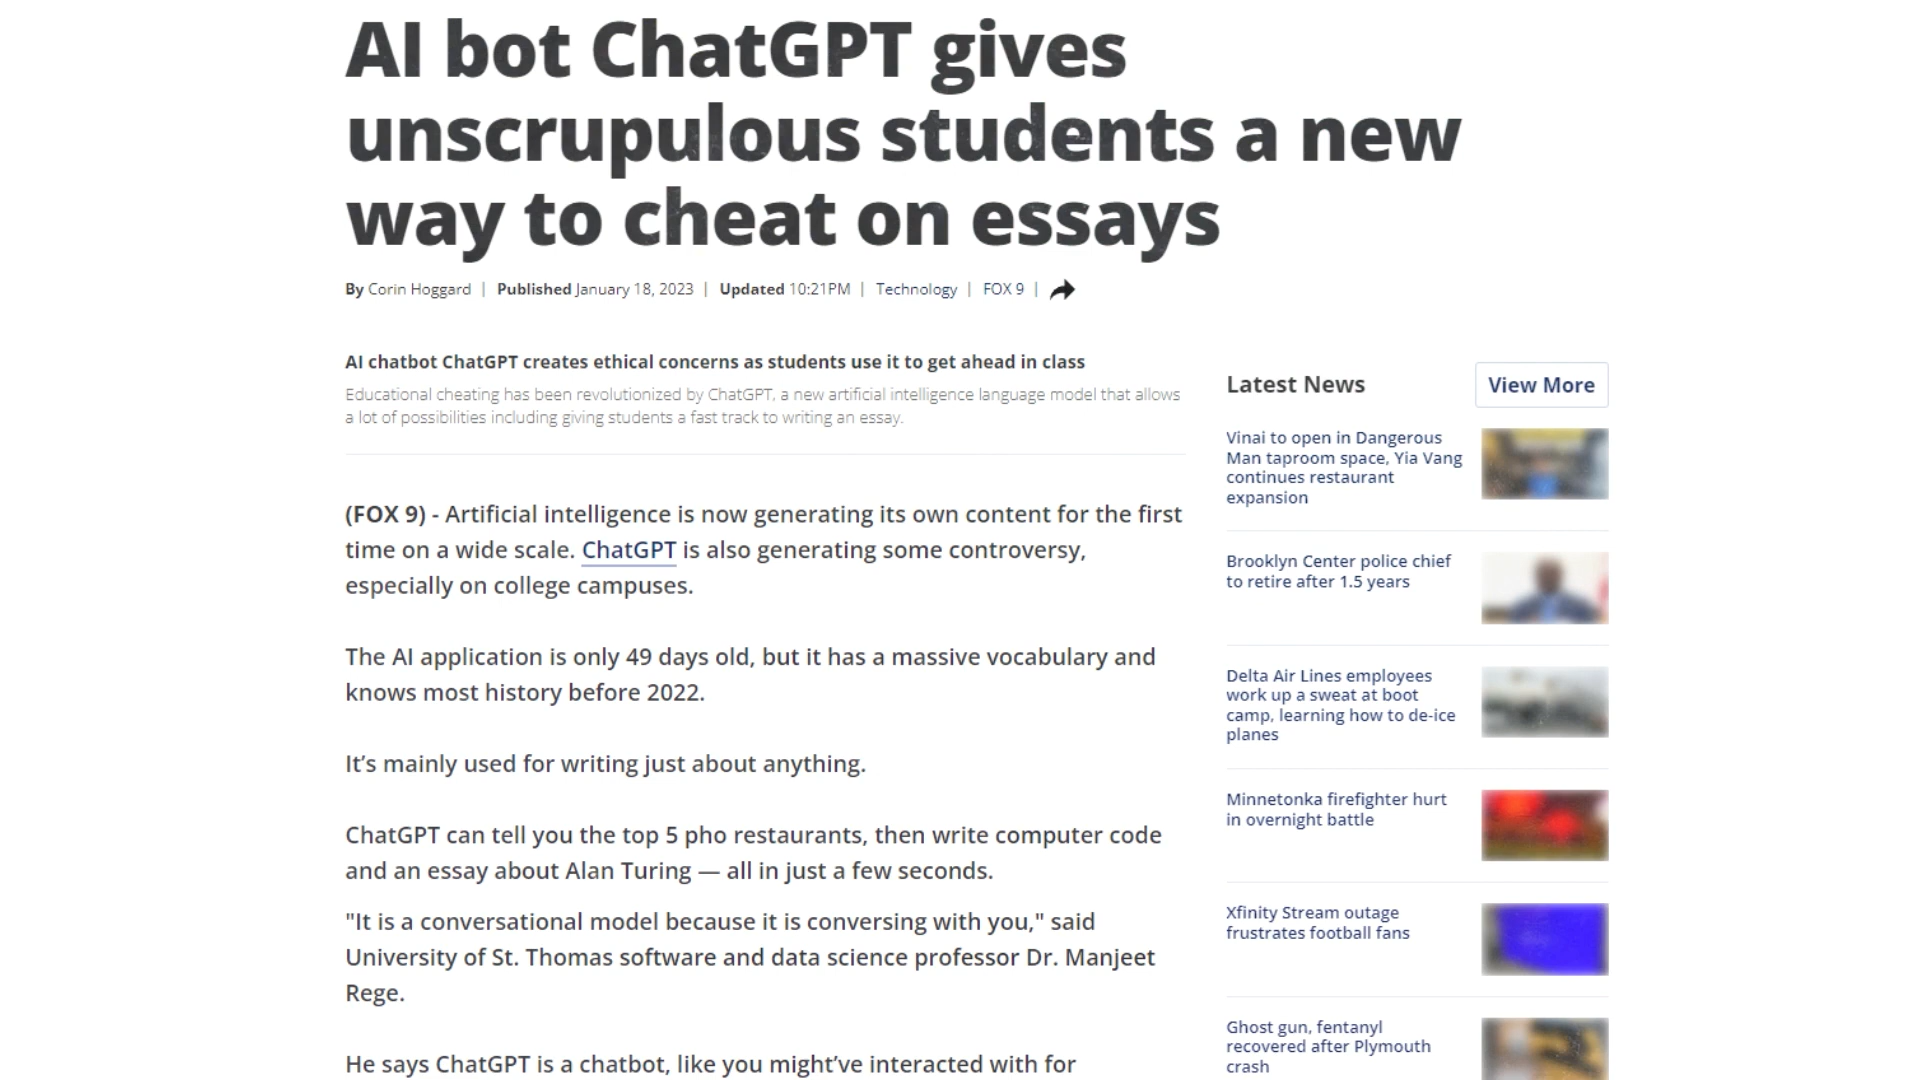 AI bot ChatGPT gives
unscrupulous students a new
way to cheat on essays
By Corin Hoggard | Published January 18, 2023 | Updated 10:21PM | Technology | FOX 9 |
AI chatbot ChatGPT creates ethical concerns as students use it to get ahead in class
Educational cheating has been revolutionized by ChatGPT, a new artificial intelligence language model that allows
a lot of possibilities including giving students a fast track to writing an essay.
(FOX 9) - Artificial intelligence is now generating its own content for the first
time on a wide scale. ChatGPT is also generating some controversy,
especially on college campuses.
The AI application is only 49 days old, but it has a massive vocabulary and
knows most history before 2022.
It’s mainly used for writing just about anything.
ChatGPT can tell you the top 5 pho restaurants, then write computer code
and an essay about Alan Turing — all in just a few seconds.
"It is a conversational model because it is conversing with you," said
University of St. Thomas software and data science professor Dr. Manjeet
Rege.
He says ChatGPT is a chatbot, like you might’ve interacted with for
Latest News
View More
Vinai to open in Dangerous
Man taproom space, Yia Vang
continues restaurant
expansion
Brooklyn Center police chief
to retire after 1.5 years
Delta Air Lines employees
work up a sweat at boot
camp, learning how to de-ice
planes
Minnetonka firefighter hurt
in overnight battle
Xfinity Stream outage
frustrates football fans
Ghost gun, fentanyl
recovered after Plymouth
crash